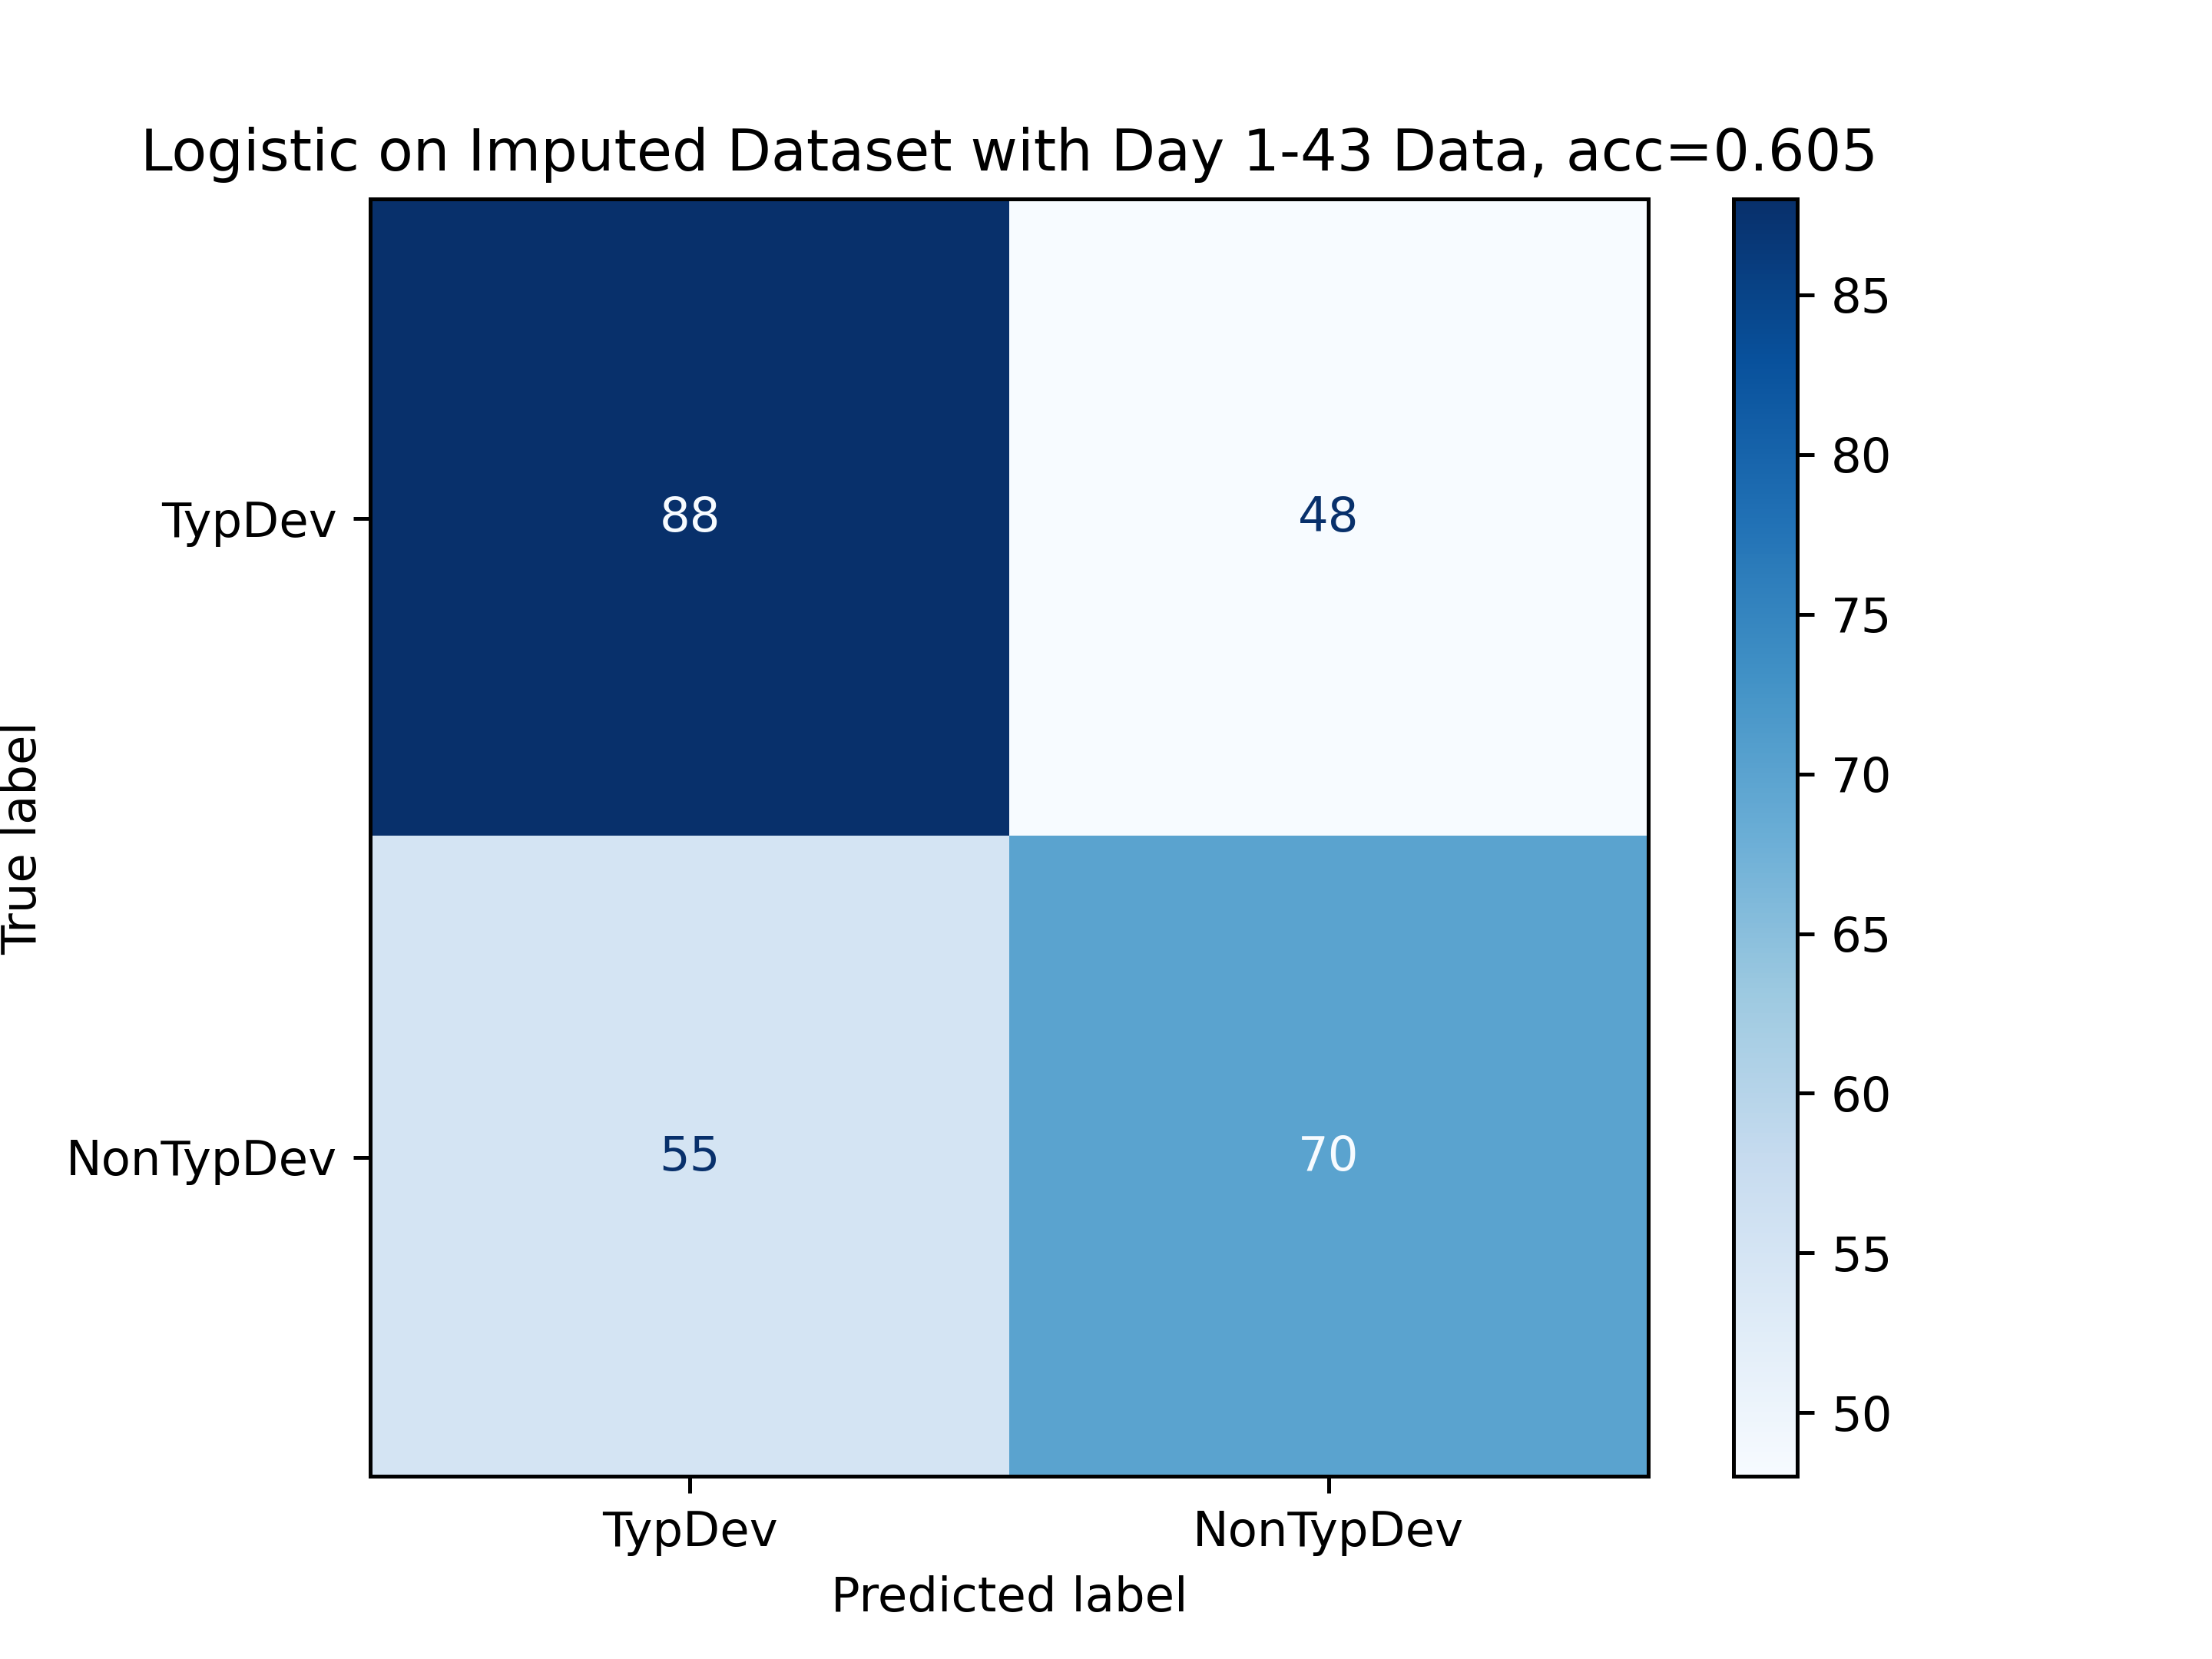 Logistic on Imputed Dataset with Day 1-43 Data, acc=0.605
TypDev
88
48
NonTypDev
55
70
True label
TypDev
NonTypDev
Predicted label
85
80
75
70
65
60
55
50